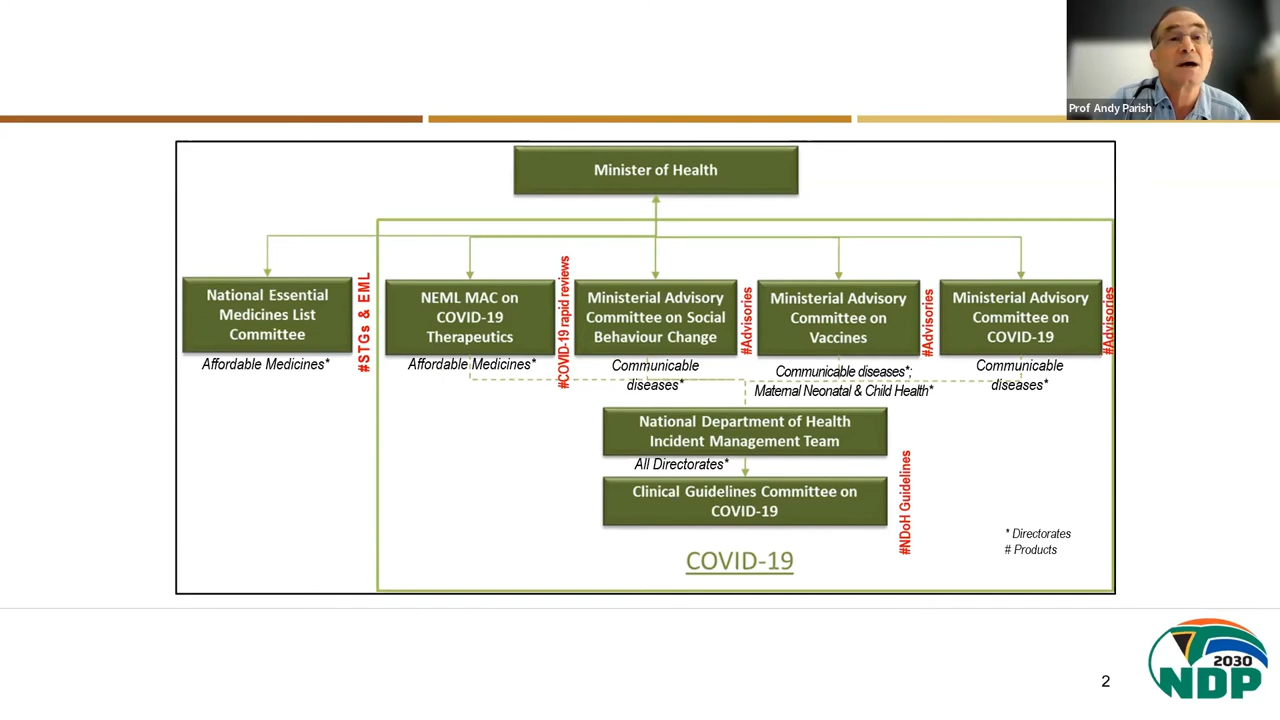 Prof Andy Parish
Minister of Health
National Essential
Medicines List
Committee
#STGs & EML
Affordable Medicines*
NEML MAC on
COVID-19
Therapeutics
#COVID-19 rapid reviews
Affordable Medicines*
Ministerial Advisory
Committee on Social
Behaviour Change
#Advisories
Communicable
diseases*
Ministerial Advisory
Committee on
Vaccines
#Advisories
Communicable diseases*;
Maternal Neonatal & Child Health*
Ministerial Advisory
Committee on
COVID-19
#Advisories
Communicable
diseases*
National Department of Health
Incident Management Team
All Directorates*
Clinical Guidelines Committee on
COVID-19
#NDoH Guidelines
* Directorates
# Products
COVID-19
2
2030
NDP